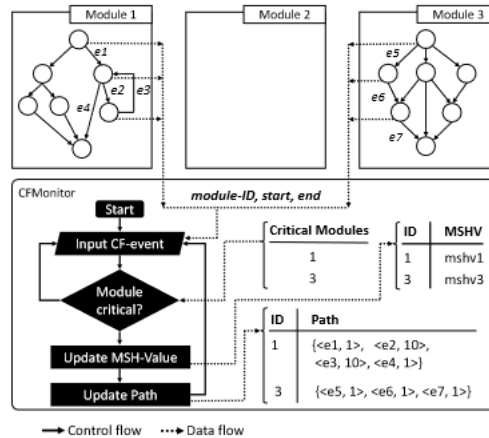 Module 1
Module 2
Module 3
e1
e2
e3
e4
e5
e6
e7
CFMonitor
module-ID, start, end
Start
Input CF-event
Module
critical?
Update MSH-Value
Update Path
Critical Modules
1
3
ID MSHV
1 mshv1
3 mshv3
ID Path
1 {<e1, 1>, <e2, 10>,
<e3, 10>, <e4, 1>}
3 {<e5, 1>, <e6, 1>, <e7, 1>}
Control flow
Data flow